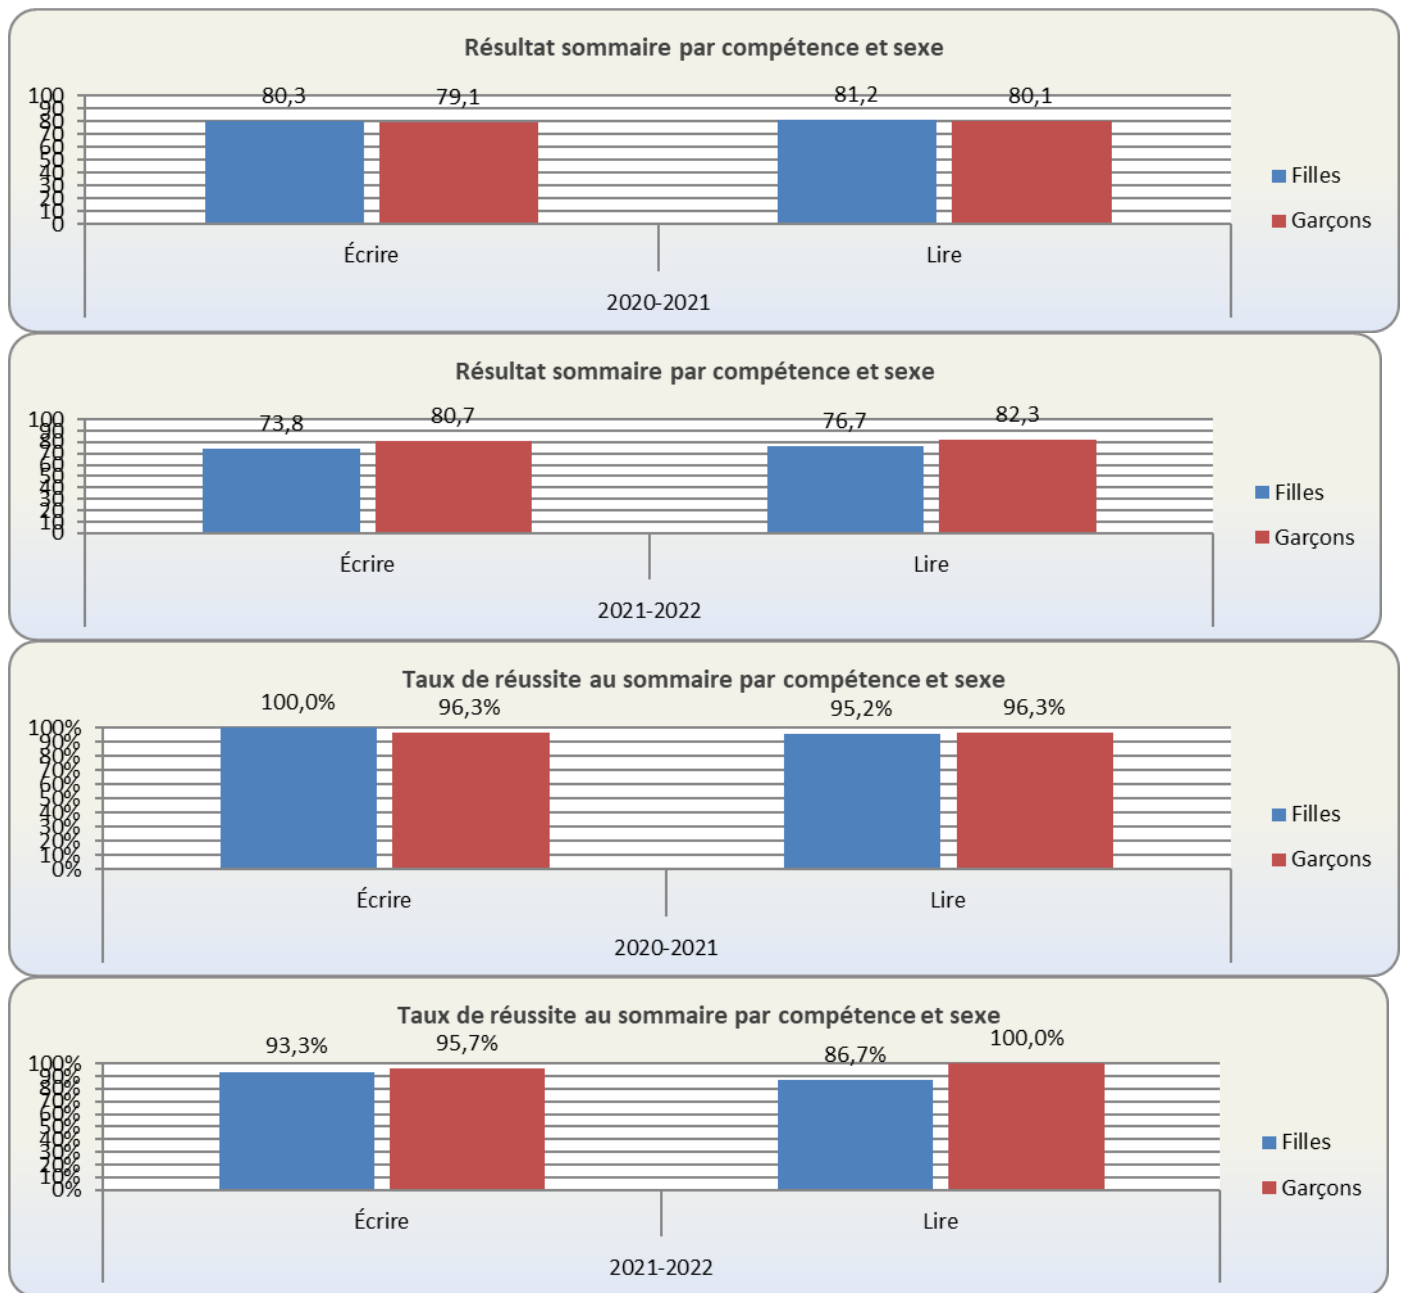 Résultat sommaire par compétence et sexe
80,3 79,1 81,2 80,1
100
90
80
70
60
50
40
30
20
10
0
Filles
Garçons
Écrire Lire
2020-2021
Résultat sommaire par compétence et sexe
73,8 80,7 76,7 82,3
100
90
80
70
60
50
40
30
20
10
0
Filles
Garçons
Écrire Lire
2021-2022
Taux de réussite au sommaire par compétence et sexe
100,0% 96,3% 95,2% 96,3%
100%
90%
80%
70%
60%
50%
40%
30%
20%
10%
0%
Filles
Garçons
Écrire Lire
2020-2021
Taux de réussite au sommaire par compétence et sexe
93,3% 95,7% 86,7% 100,0%
100%
90%
80%
70%
60%
50%
40%
30%
20%
10%
0%
Filles
Garçons
Écrire Lire
2021-2022